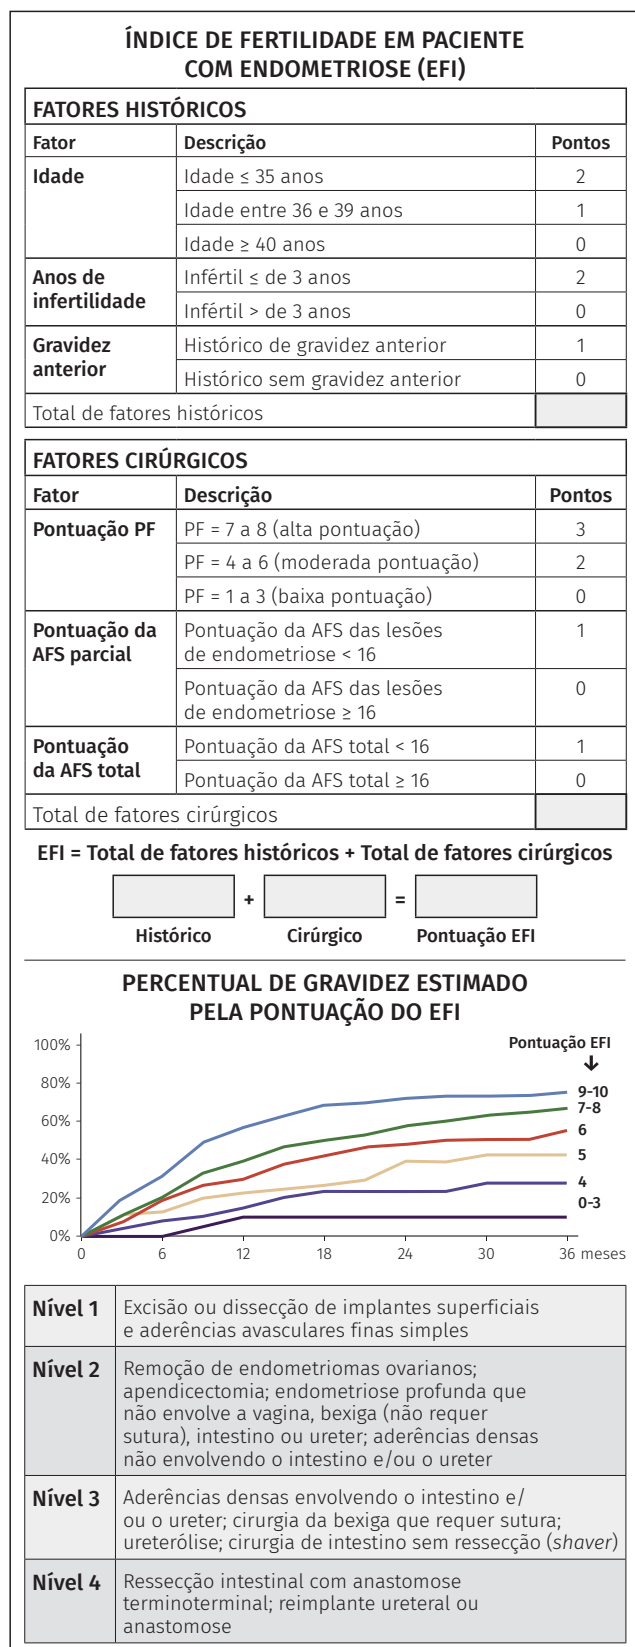 ÍNDICE DE FERTILIDADE EM PACIENTE
COM ENDOMETRIOSE (EFI)
FATORES HISTÓRICOS
Fator Descrição Pontos
Idade Idade ≤ 35 anos 2
Idade entre 36 e 39 anos 1
Idade ≥ 40 anos 0
Anos de infertilidade Infértil ≤ de 3 anos 2
Infértil > de 3 anos 0
Gravidez anterior Histórico de gravidez anterior 1
Histórico sem gravidez anterior 0
Total de fatores históricos
FATORES CIRÚRGICOS
Fator Descrição Pontos
Pontuação PF PF = 7 a 8 (alta pontuação) 3
PF = 4 a 6 (moderada pontuação) 2
PF = 1 a 3 (baixa pontuação) 0
Pontuação da Pontuação da AFS das lesões 1
AFS parcial de endometriose < 16
Pontuação da AFS das lesões 0
de endometriose ≥ 16
Pontuação Pontuação da AFS total < 16 1
da AFS total Pontuação da AFS total ≥ 16 0
Total de fatores cirúrgicos
EFI = Total de fatores históricos + Total de fatores cirúrgicos
+ =
Histórico Cirúrgico Pontuação EFI
PERCENTUAL DE GRAVIDEZ ESTIMADO
PELA PONTUAÇÃO DO EFI
Pontuação EFI
↓
100%
80%
60%
40%
20%
0%
9-10
7-8
6
5
4
0-3
0 6 12 18 24 30 36 meses
Nível 1 Excisão ou dissecção de implantes superficiais
e aderências avasculares finas simples
Nível 2 Remoção de endometriomas ovarianos;
apendicectomia; endometriose profunda que
não envolve a vagina, bexiga (não requer
sutura), intestino ou ureter; aderências densas
não envolvendo o intestino e/ou o ureter
Nível 3 Aderências densas envolvendo o intestino e/
ou o ureter; cirurgia da bexiga que requer sutura;
ureterólise; cirurgia de intestino sem ressecção (shaver)
Nível 4 Ressecção intestinal com anastomose
terminoterminal; reimplante ureteral ou
anastomose